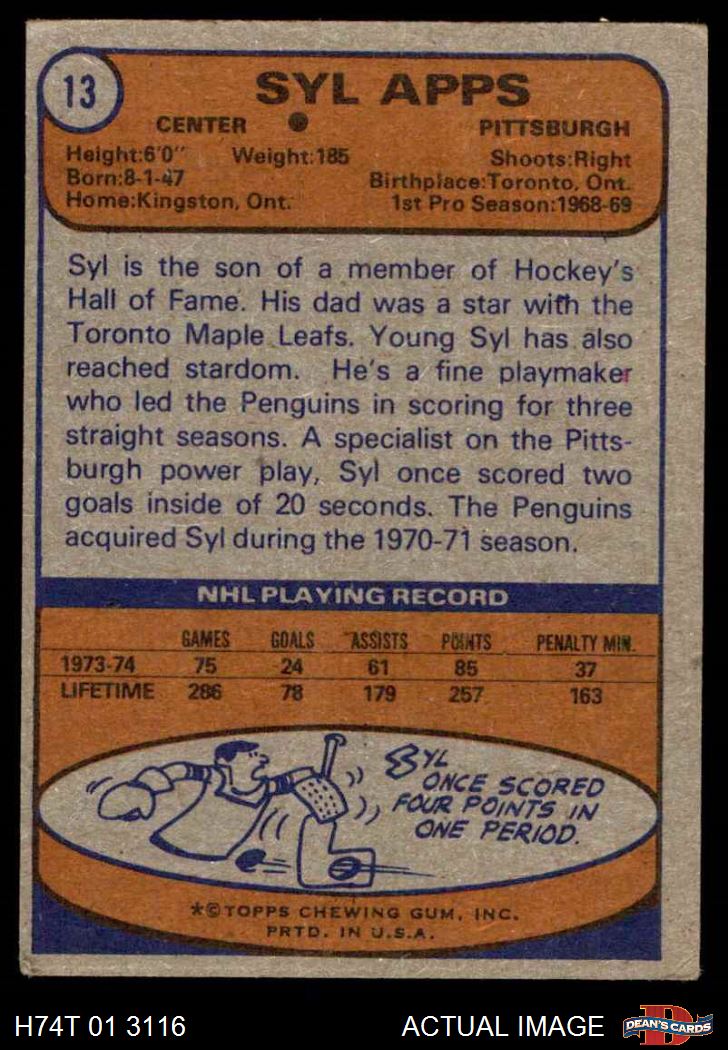 13
SYL APPS
CENTER PITTSBURGH
Height:6'0" Weight:185 Shoots:Right
Born:8-1-47 Birthplace:Toronto, Ont.
Home:Kingston, Ont. 1st Pro Season:1968-69
Syl is the son of a member of Hockey's
Hall of Fame. His dad was a star with the
Toronto Maple Leafs. Young Syl has also
reached stardom. He's a fine playmaker
who led the Penguins in scoring for three
straight seasons. A specialist on the Pitts-
burgh power play, Syl once scored two
goals inside of 20 seconds. The Penguins
acquired Syl during the 1970-71 season.
NHL PLAYING RECORD
GAMES GOALS ASSISTS POINTS PENALTY MIN.
1973-74 75 24 61 85 37
LIFETIME 286 78 179 257 163
SYL
ONCE SCORED
FOUR POINTS IN
ONE PERIOD.
*©TOPPS CHEWING GUM, INC.
PRTD. IN U.S.A.
H74T 01 3116 ACTUAL IMAGE
DEAN'S CARDS